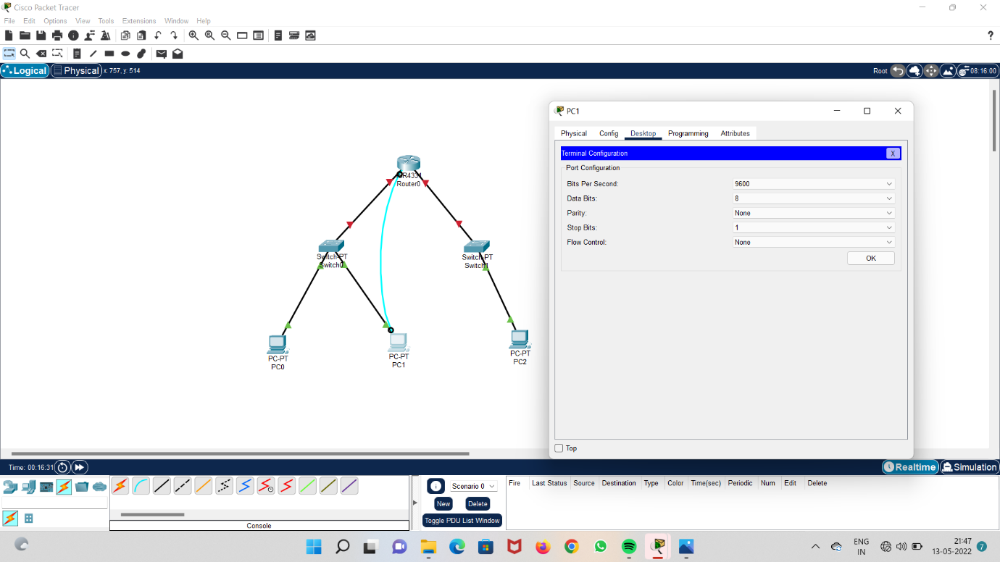 Cisco Packet Tracer
File Edit Options View Tools Extensions Window Help
?
Logical Physical x: 757, y: 514 Root 08:16:00
PC1
Physical Config Desktop Programming Attributes
Terminal Configuration X
Port Configuration
Bits Per Second: 9600
Data Bits: 8
Parity: None
Stop Bits: 1
Flow Control: None
OK
Top
Router0
Switch-PT
Switch0
Switch-PT
Switch1
PC-PT
PC0
PC-PT
PC1
PC-PT
PC2
Time: 00:16:31 Realtime Simulation
Scenario 0
New Delete
Toggle PDU List Window
Fire Last Status Source Destination Type Color Time(sec) Periodic Num Edit Delete
Console
ENG
IN
21:47
13-05-2022
7